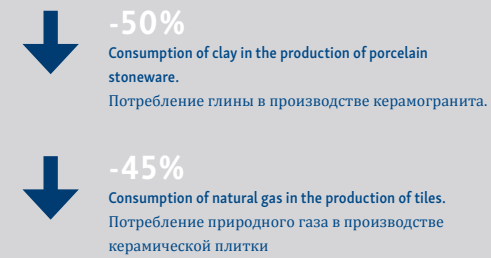 -50%
Consumption of clay in the production of porcelain
stoneware.
Потребление глины в производстве керамогранита.
-45%
Consumption of natural gas in the production of tiles.
Потребление природного газа в производстве
керамической плитки